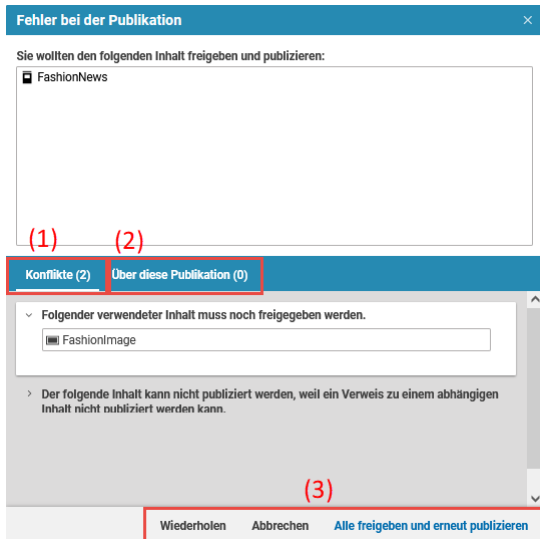 Fehler bei der Publikation
Sie wollten den folgenden Inhalt freigeben und publizieren:
FashionNews
(1)
(2)
Konflikte (2)
Über diese Publikation (0)
Folgender verwendeter Inhalt muss noch freigegeben werden.
FashionImage
Der folgende Inhalt kann nicht publiziert werden, weil ein Verweis zu einem abhängigen
Inhalt nicht publiziert werden kann.
(3)
Wiederholen
Abbrechen
Alle freigeben und erneut publizieren